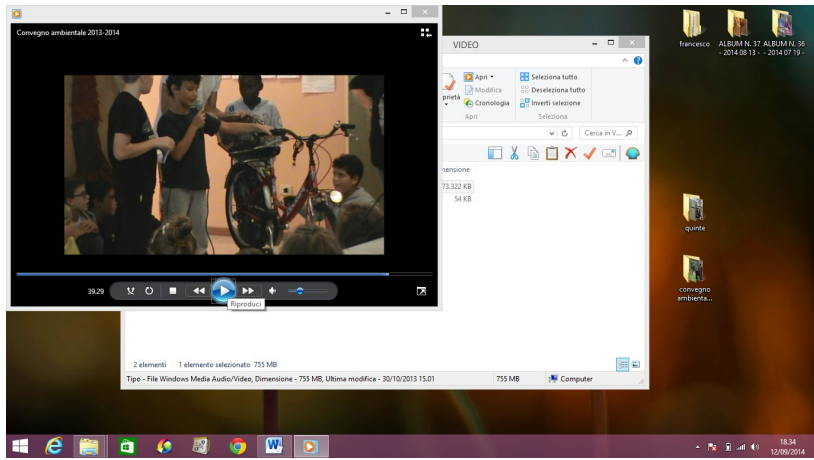 Convegno ambientale 2013-2014
39.29
Riproduci
VIDEO
Apri
Modifica
Cronologia
prietà
Apri
Seleziona tutto
Deseleziona tutto
Inverti selezione
Seleziona
Cerca in V...
mensione
73.322 KB
54 KB
2 elementi 1 elemento selezionato 755 MB
Tipo - File Windows Media Audio/Video, Dimensione - 755 MB, Ultima modifica - 30/10/2013 15.01 755 MB Computer
francesco
ALBUM N. 37
- 2014 08 13 -
ALBUM N. 36
- 2014 07 19 -
quinte
convegno
ambienta...
18.34
12/09/2014